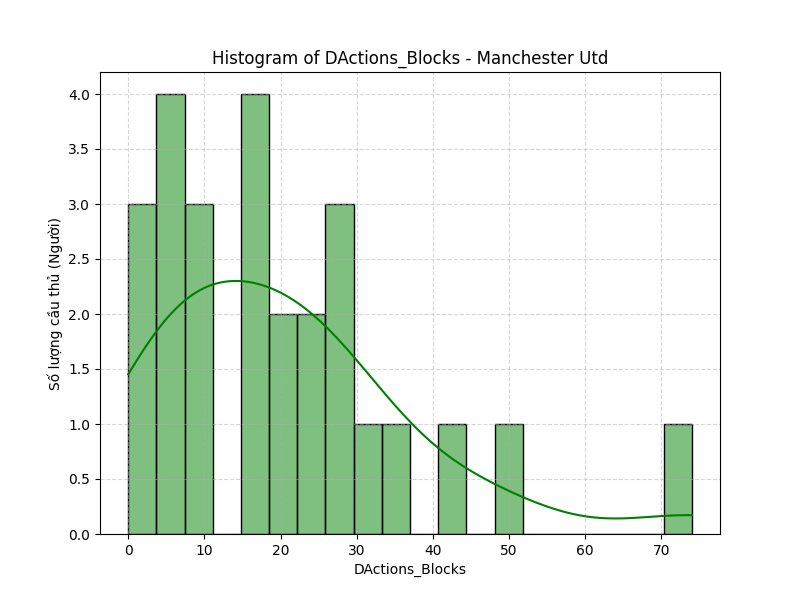 Histogram of DActions_Blocks - Manchester Utd
Số lượng cầu thủ (Người)
4.0
3.5
3.0
2.5
2.0
1.5
1.0
0.5
0.0
0 10 20 30 40 50 60 70
DActions_Blocks